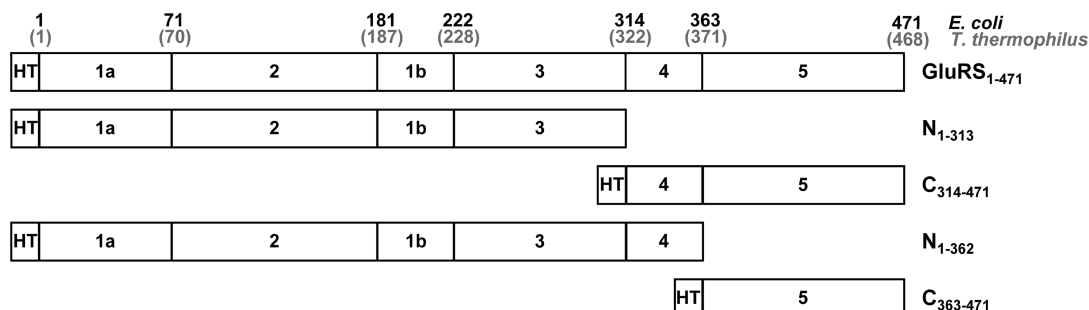 1 71 181 222 314 363 471 E. coli
(1) (70) (187) (228) (322) (371) (468) T. thermophilus
HT 1a 2 1b 3 4 5 GluRS1-471
HT 1a 2 1b 3 N1-313
HT 4 5 C314-471
HT 1a 2 1b 3 4 N1-362
HT 5 C363-471